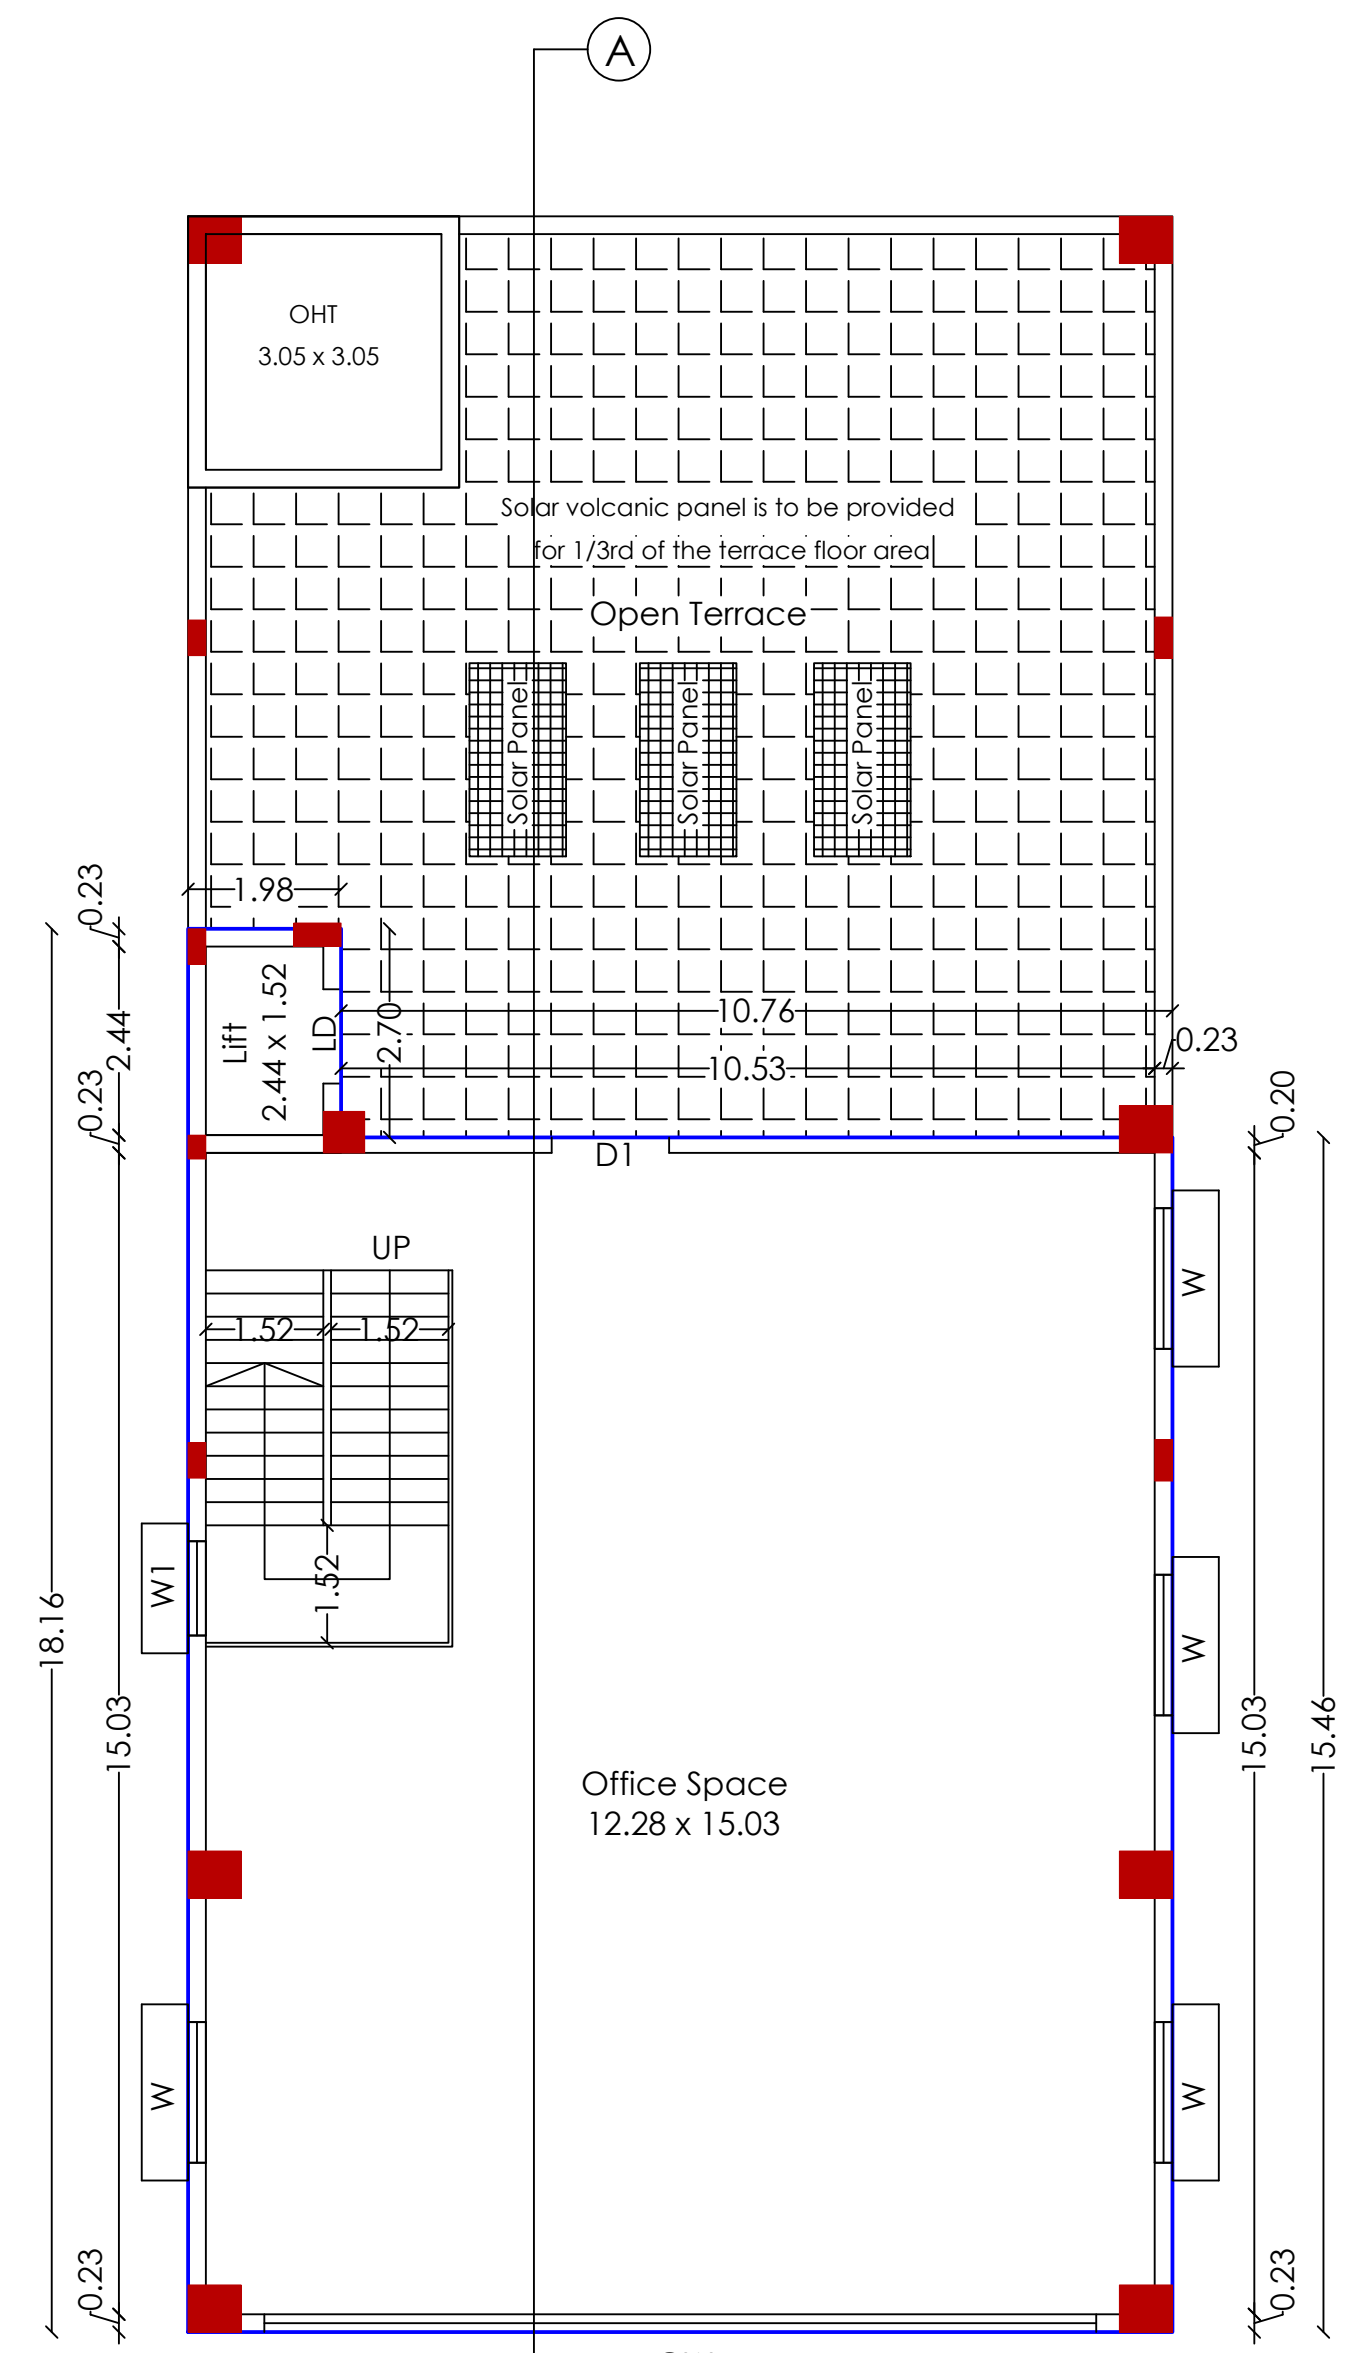 A
OHT
3.05 x 3.05
Solar volcanic panel is to be provided
for 1/3rd of the terrace floor area
Open Terrace
Solar Panel
Solar Panel
Solar Panel
0.23
1.98
Lift
2.44 x 1.52
LD
2.70
10.76
10.53
0.23
2.44
0.23
0.20
D1
UP
W
1.52
1.52
1.52
W1
W
18.16
15.03
15.03
15.46
Office Space
12.28 x 15.03
W
W
0.23
0.23